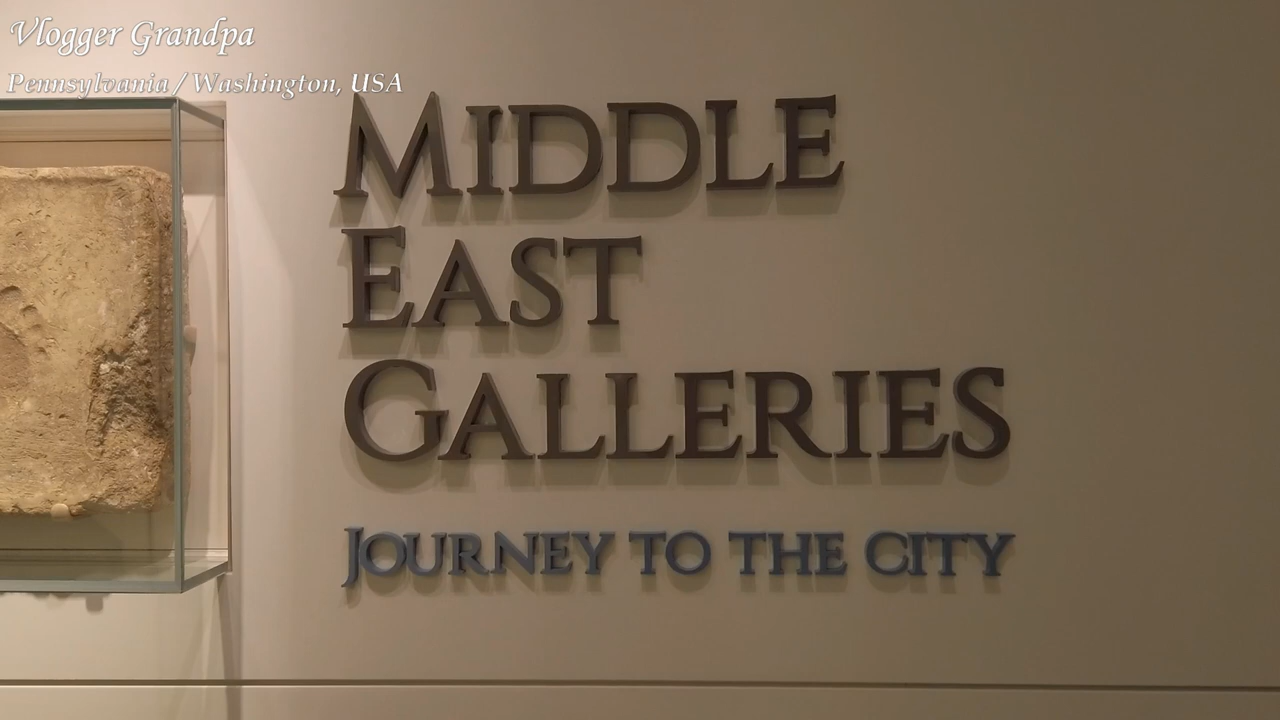 Vlogger Grandpa
Pennsylvania / Washington, USA
MIDDLE
EAST
GALLERIES
JOURNEY TO THE CITY